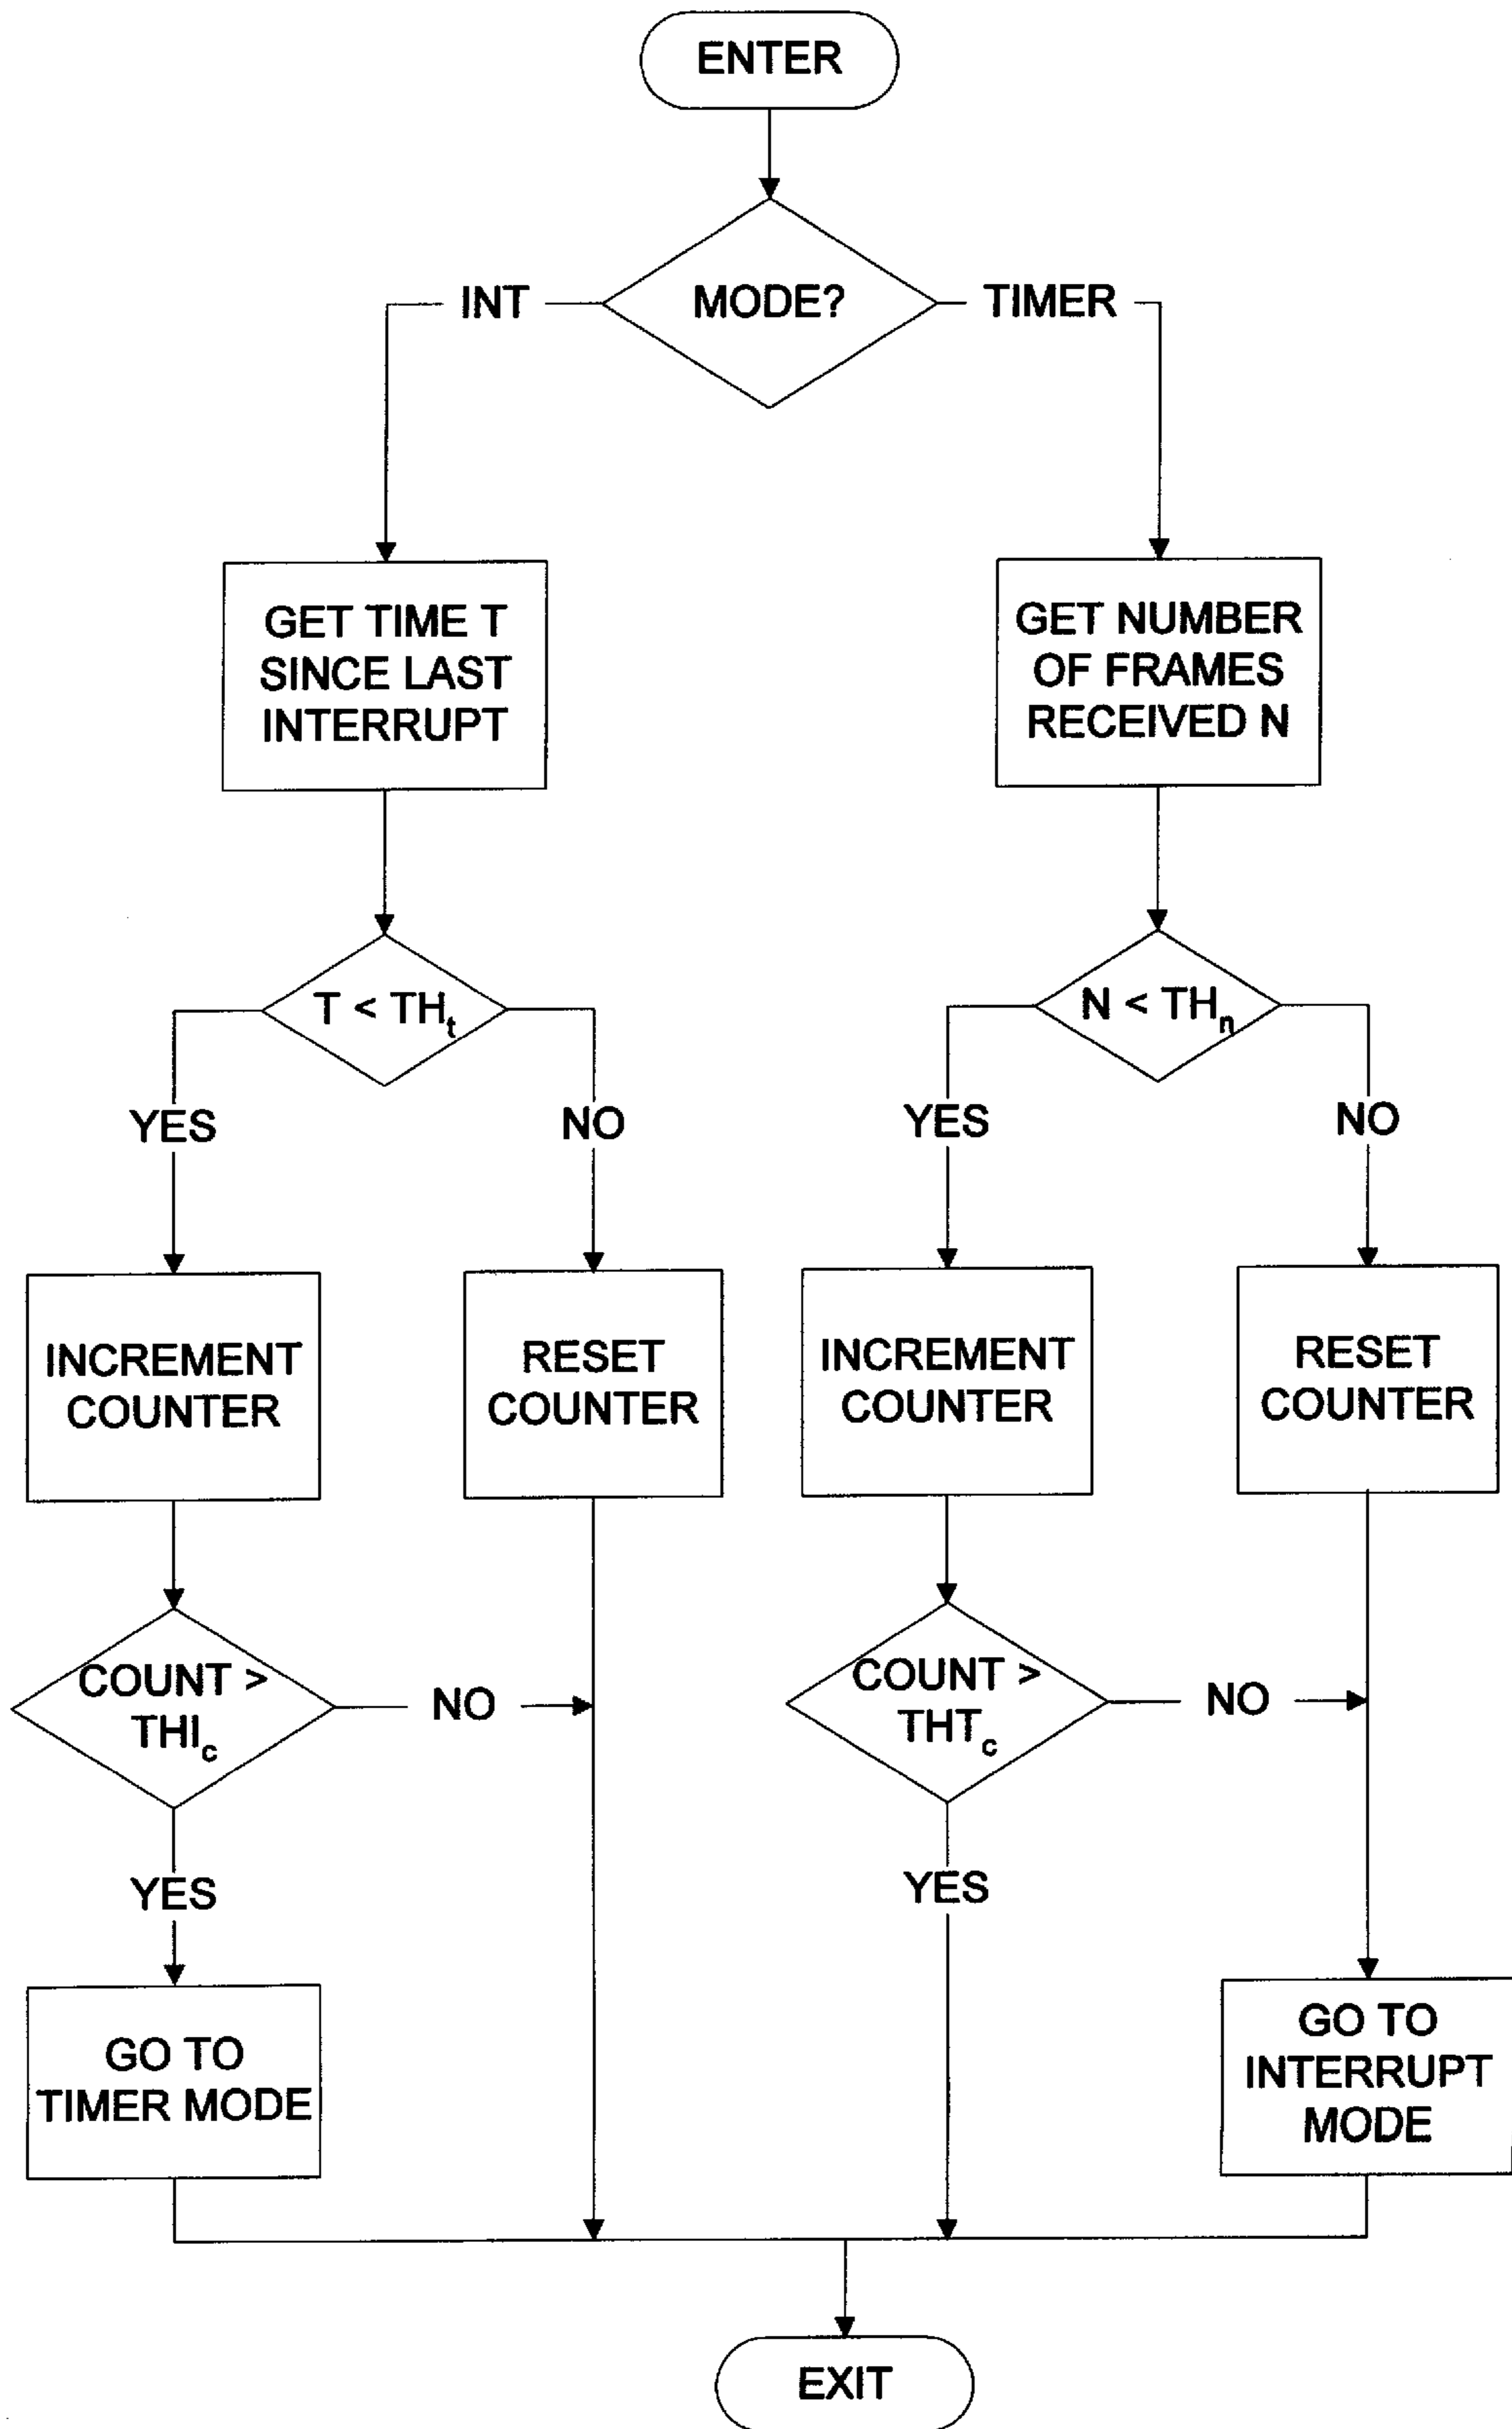 ENTER
MODE?
INT
TIMER
GET TIME T
SINCE LAST
INTERRUPT
GET NUMBER
OF FRAMES
RECEIVED N
T < THt
N < THn
YES
NO
YES
NO
INCREMENT
COUNTER
RESET
COUNTER
INCREMENT
COUNTER
RESET
COUNTER
COUNT >
THIc
NO
COUNT >
THTc
NO
YES
YES
GO TO
TIMER MODE
GO TO
INTERRUPT
MODE
EXIT